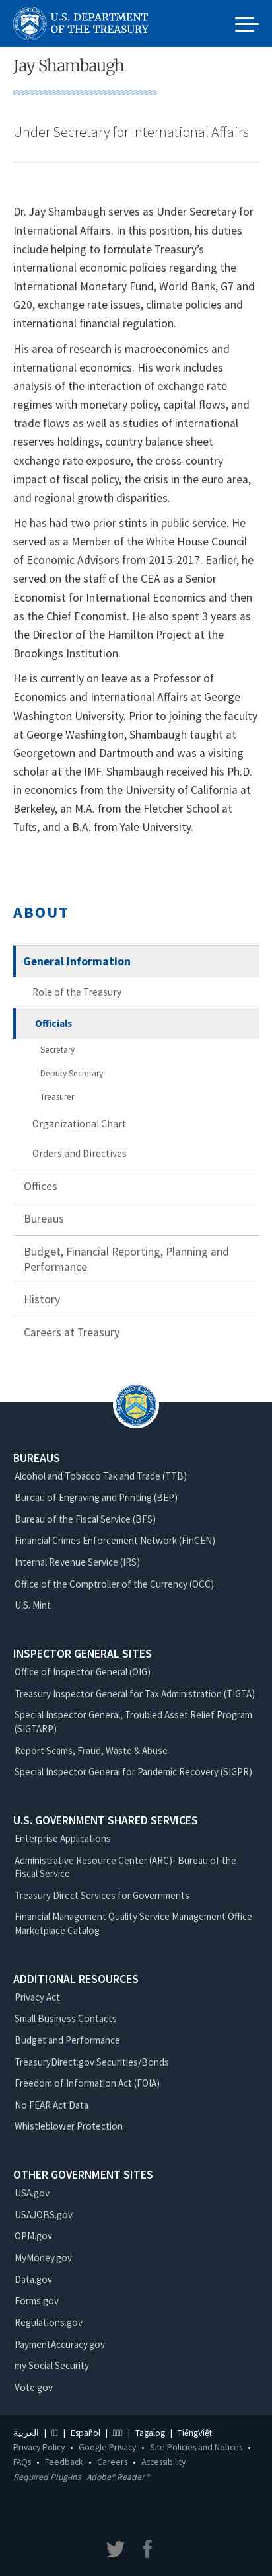 U.S. DEPARTMENT
OF THE TREASURY
Jay Shambaugh
Under Secretary for International Affairs
Dr. Jay Shambaugh serves as Under Secretary for
International Affairs. In this position, his duties
include helping to formulate Treasury’s
international economic policies regarding the
International Monetary Fund, World Bank, G7 and
G20, exchange rate issues, climate policies and
international financial regulation.
His area of research is macroeconomics and
international economics. His work includes
analysis of the interaction of exchange rate
regimes with monetary policy, capital flows, and
trade flows as well as studies of international
reserves holdings, country balance sheet
exchange rate exposure, the cross-country
impact of fiscal policy, the crisis in the euro area,
and regional growth disparities.
He has had two prior stints in public service. He
served as a Member of the White House Council
of Economic Advisors from 2015-2017. Earlier, he
served on the staff of the CEA as a Senior
Economist for International Economics and then
as the Chief Economist. He also spent 3 years as
the Director of the Hamilton Project at the
Brookings Institution.
He is currently on leave as a Professor of
Economics and International Affairs at George
Washington University. Prior to joining the faculty
at George Washington, Shambaugh taught at
Georgetown and Dartmouth and was a visiting
scholar at the IMF. Shambaugh received his Ph.D.
in economics from the University of California at
Berkeley, an M.A. from the Fletcher School at
Tufts, and a B.A. from Yale University.
ABOUT
General Information
Role of the Treasury
Officials
Secretary
Deputy Secretary
Treasurer
Organizational Chart
Orders and Directives
Offices
Bureaus
Budget, Financial Reporting, Planning and
Performance
History
Careers at Treasury
BUREAUS
Alcohol and Tobacco Tax and Trade (TTB)
Bureau of Engraving and Printing (BEP)
Bureau of the Fiscal Service (BFS)
Financial Crimes Enforcement Network (FinCEN)
Internal Revenue Service (IRS)
Office of the Comptroller of the Currency (OCC)
U.S. Mint
INSPECTOR GENERAL SITES
Office of Inspector General (OIG)
Treasury Inspector General for Tax Administration (TIGTA)
Special Inspector General, Troubled Asset Relief Program
(SIGTARP)
Report Scams, Fraud, Waste & Abuse
Special Inspector General for Pandemic Recovery (SIGPR)
U.S. GOVERNMENT SHARED SERVICES
Enterprise Applications
Administrative Resource Center (ARC)- Bureau of the
Fiscal Service
Treasury Direct Services for Governments
Financial Management Quality Service Management Office
Marketplace Catalog
ADDITIONAL RESOURCES
Privacy Act
Small Business Contacts
Budget and Performance
TreasuryDirect.gov Securities/Bonds
Freedom of Information Act (FOIA)
No FEAR Act Data
Whistleblower Protection
OTHER GOVERNMENT SITES
USA.gov
USAJOBS.gov
OPM.gov
MyMoney.gov
Data.gov
Forms.gov
Regulations.gov
PaymentAccuracy.gov
my Social Security
Vote.gov
العربية | | Español | | Tagalog | TiếngViệt
Privacy Policy • Google Privacy • Site Policies and Notices •
FAQs • Feedback • Careers • Accessibility
Required Plug-ins Adobe® Reader®